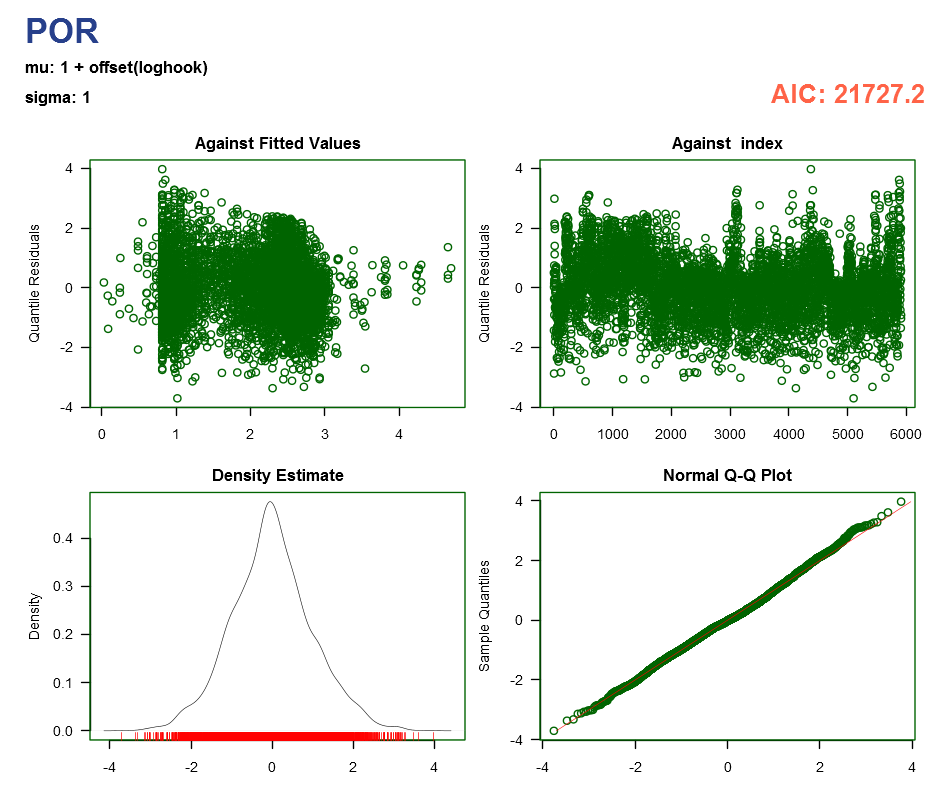 POR
mu: 1 + offset(loghook)
sigma: 1
AIC: 21727.2
Against Fitted Values
Quantile Residuals
4
2
0
-2
-4
0 1 2 3 4
Against  index
Quantile Residuals
4
2
0
-2
-4
0 1000 2000 3000 4000 5000 6000
Density Estimate
Density
0.4
0.3
0.2
0.1
0.0
-4 -2 0 2 4
Normal Q-Q Plot
Sample Quantiles
4
2
0
-2
-4
-4 -2 0 2 4